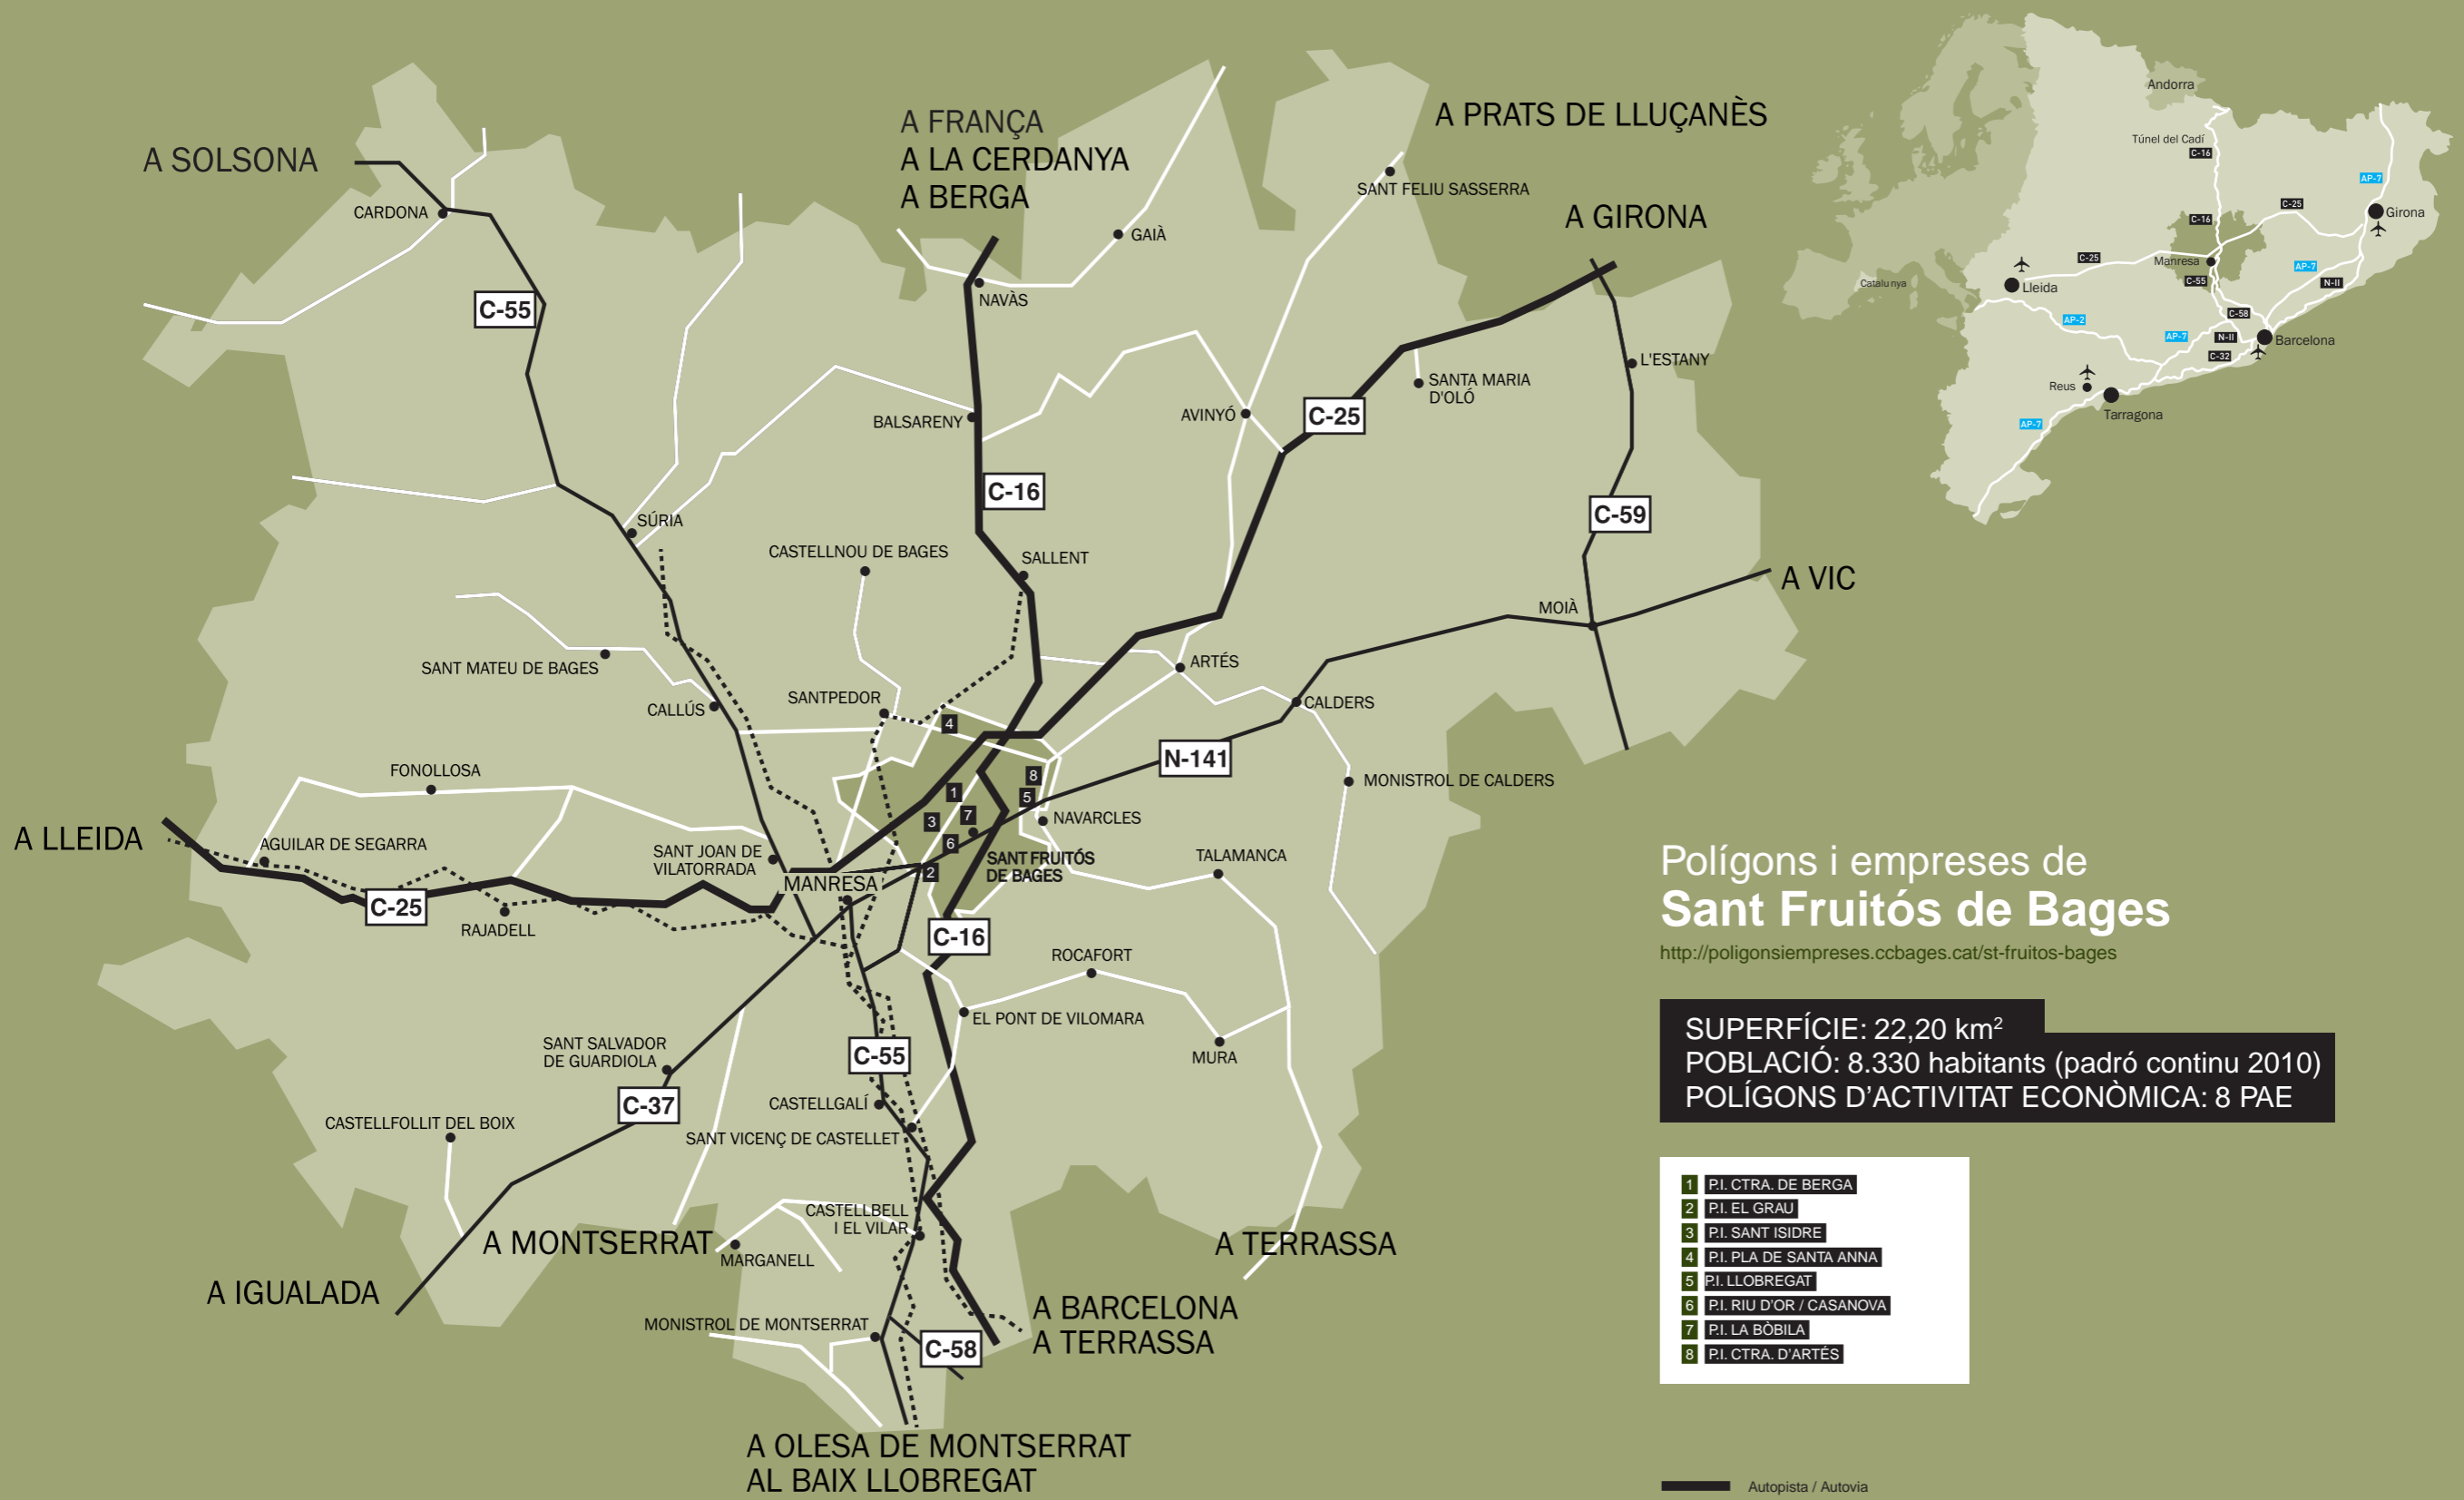 A SOLSONA
CARDONA
C-55
A FRANÇA
A LA CERDANYA
A BERGA
GAIÀ
NAVÀS
A PRATS DE LLUÇANÈS
SANT FELIU SASSERRA
A GIRONA
L'ESTANY
SANTA MARIA
D'OLÓ
C-25
AVINYÓ
BALSARENY
C-16
C-59
SÚRIA
CASTELLNOU DE BAGES
SALLENT
A VIC
MOIÀ
SANT MATEU DE BAGES
ARTÉS
CALLÚS
SANTPEDOR
CALDERS
4
N-141
FONOLLOSA
8
MONISTROL DE CALDERS
1
5
7
3
NAVARCLES
A LLEIDA
AGUILAR DE SEGARRA
SANT JOAN DE
VILATORRADA
6
SANT FRUITÓS
DE BAGES
2
TALAMANCA
MANRESA
C-25
RAJADELL
C-16
ROCAFORT
EL PONT DE VILOMARA
SANT SALVADOR
DE GUARDIOLA
C-55
MURA
C-37
CASTELLGALÍ
CASTELLFOLLIT DEL BOIX
SANT VICENÇ DE CASTELLET
CASTELLBELL
I EL VILAR
A MONTSERRAT
MARGANELL
A TERRASSA
A IGUALADA
A BARCELONA
A TERRASSA
MONISTROL DE MONTSERRAT
C-58
A OLESA DE MONTSERRAT
AL BAIX LLOBREGAT
Andorra
Túnel del Cadí
C-16
AP-7
C-25
C-16
Girona
C-25
Manresa
AP-7
C-55
N-II
Catalunya
Lleida
C-58
AP-2
AP-7
N-II
Barcelona
C-32
Reus
Tarragona
AP-7
Polígons i empreses de
Sant Fruitós de Bages
http://poligonsiempreses.ccbages.cat/st-fruitos-bages
SUPERFÍCIE: 22,20 km²
POBLACIÓ: 8.330 habitants (padró continu 2010)
POLÍGONS D'ACTIVITAT ECONÒMICA: 8 PAE
1 P.I. CTRA. DE BERGA
2 P.I. EL GRAU
3 P.I. SANT ISIDRE
4 P.I. PLA DE SANTA ANNA
5 P.I. LLOBREGAT
6 P.I. RIU D'OR / CASANOVA
7 P.I. LA BÒBILA
8 P.I. CTRA. D'ARTÉS
Autopista / Autovia